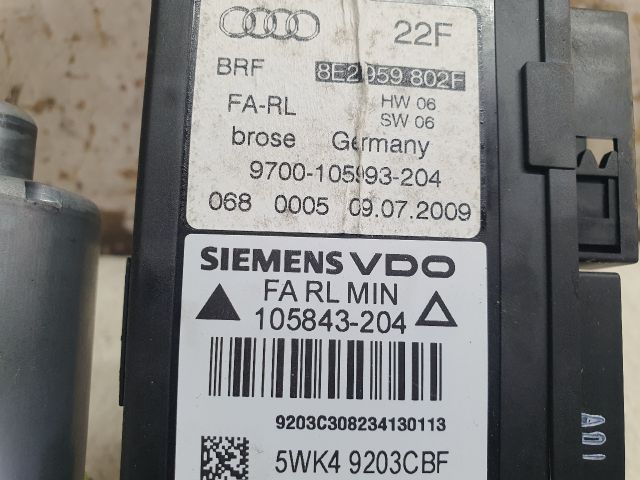 22F
BRF 8E2959802F
FA-RL HW 06
SW 06
brose Germany
9700-105993-204
068 0005 09.07.2009
SIEMENS VDO
FA RL MIN
105843-204
9203C308234130113
5WK4 9203CBF
ADI